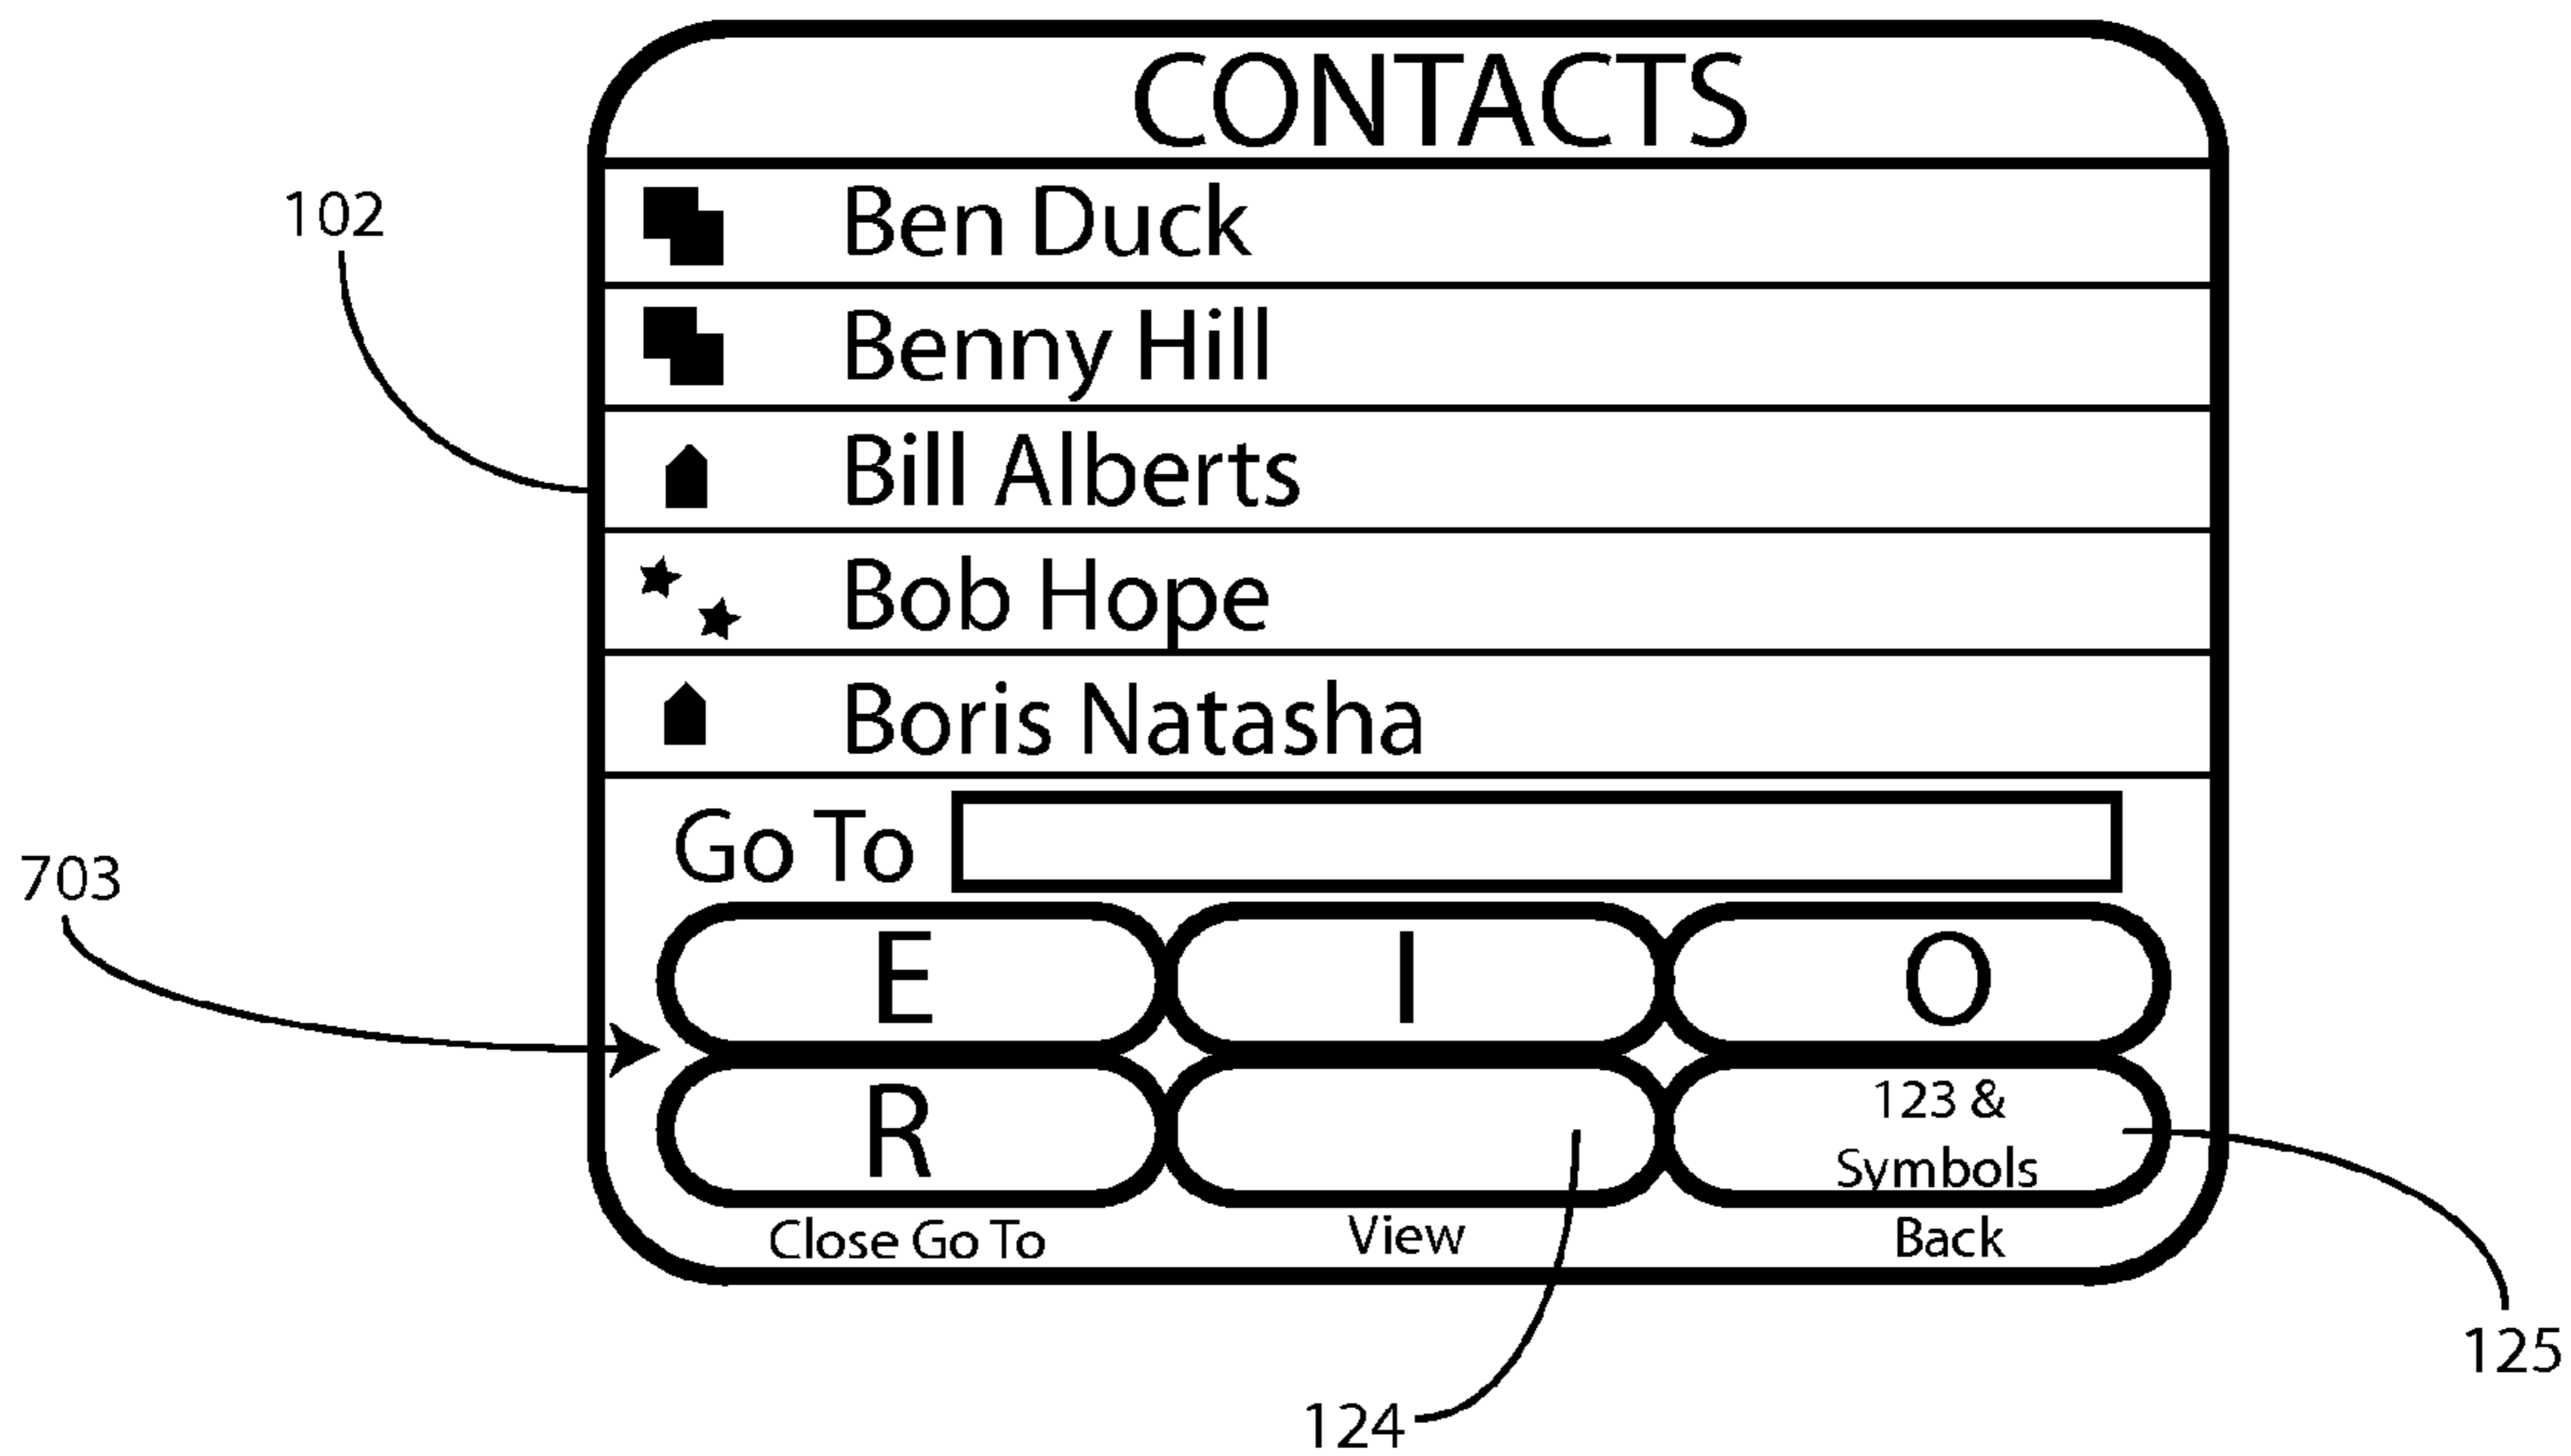 CONTACTS
102
Ben Duck
Benny Hill
Bill Alberts
Bob Hope
Boris Natasha
Go To
703
E I O
R 123 &
Symbols
Close Go To View Back
125
124